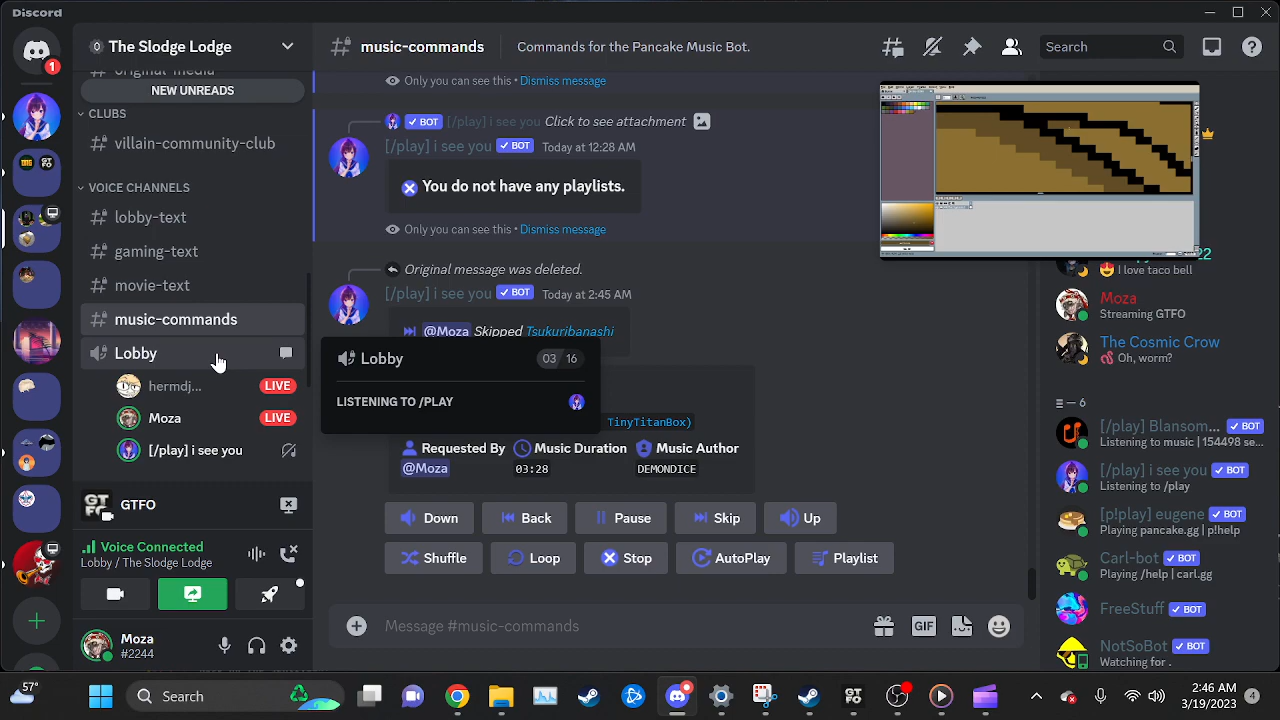 Discord
1
The Slodge Lodge
original-media
NEW UNREADS
CLUBS
villain-community-club
VOICE CHANNELS
lobby-text
gaming-text
movie-text
music-commands
Lobby
hermdj...
LIVE
Moza
LIVE
[/play] i see you
GTFO
GTFO
Voice Connected
Lobby / The Slodge Lodge
Moza
#2244
music-commands
Commands for the Pancake Music Bot.
Search
Only you can see this • Dismiss message
BOT [/play] i see you Click to see attachment
[/play] i see you BOT Today at 12:28 AM
You do not have any playlists.
Only you can see this • Dismiss message
Original message was deleted.
[/play] i see you BOT Today at 2:45 AM
@Moza Skipped Tsukuribanashi
Lobby 03 16
LISTENING TO /PLAY
TinyTitanBox)
Requested By Music Duration Music Author
@Moza 03:28 DEMONDICE
Down Back Pause Skip Up
Shuffle Loop Stop AutoPlay Playlist
Message #music-commands
GIF
22
I love taco bell
Moza
Streaming GTFO
The Cosmic Crow
Oh, worm?
— 6
[/play] Blansom... BOT
Listening to music | 154498 se...
[/play] i see you BOT
Listening to /play
[p!play] eugene BOT
Playing pancake.gg | p!help
Carl-bot BOT
Playing /help | carl.gg
FreeStuff BOT
NotSoBot BOT
Watching for .
57°
Search
GT
FO
2:46 AM
3/19/2023
4